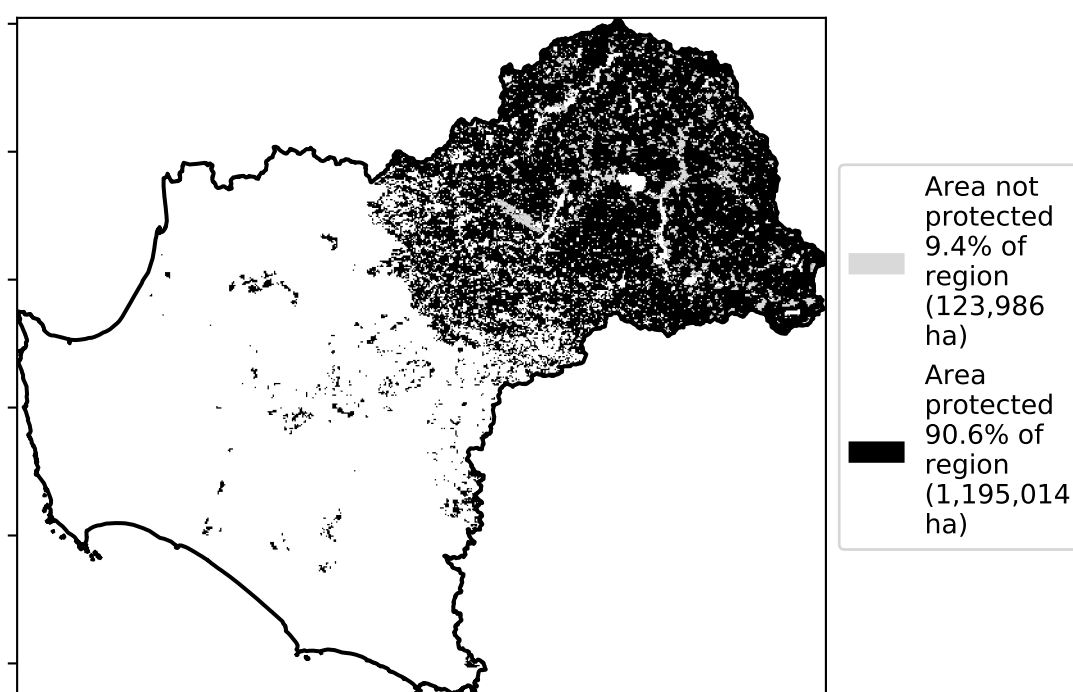 Area not
protected
9.4% of
region
(123,986
ha)
Area
protected
90.6% of
region
(1,195,014
ha)